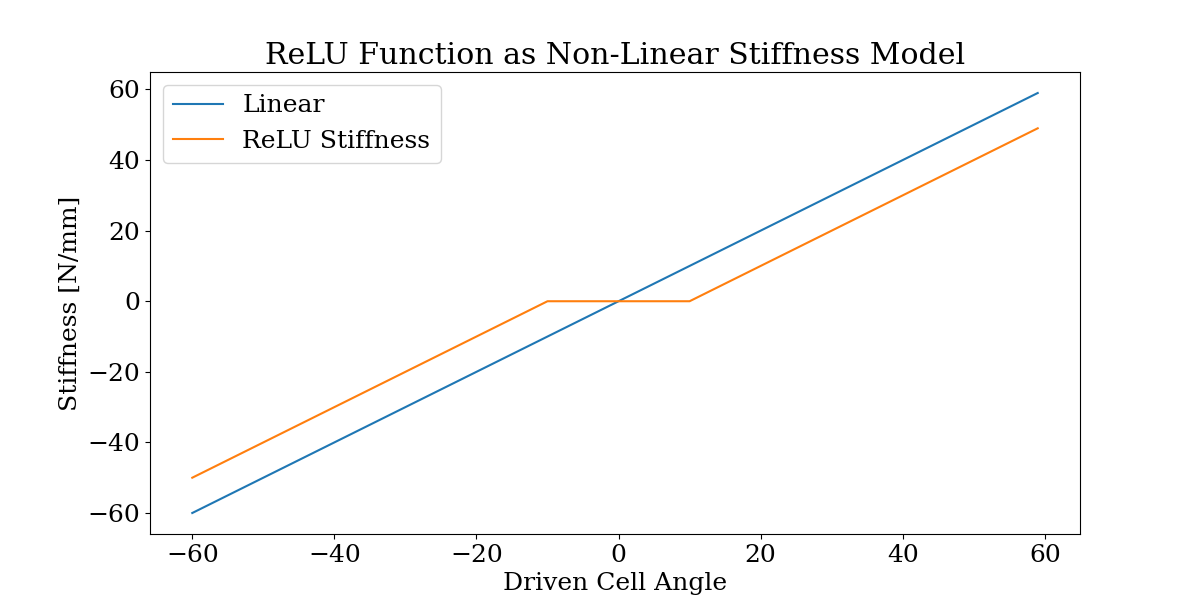 ReLU Function as Non-Linear Stiffness Model
Linear
ReLU Stiffness
Stiffness [N/mm]
60
40
20
0
−20
−40
−60
−60 −40 −20 0 20 40 60
Driven Cell Angle